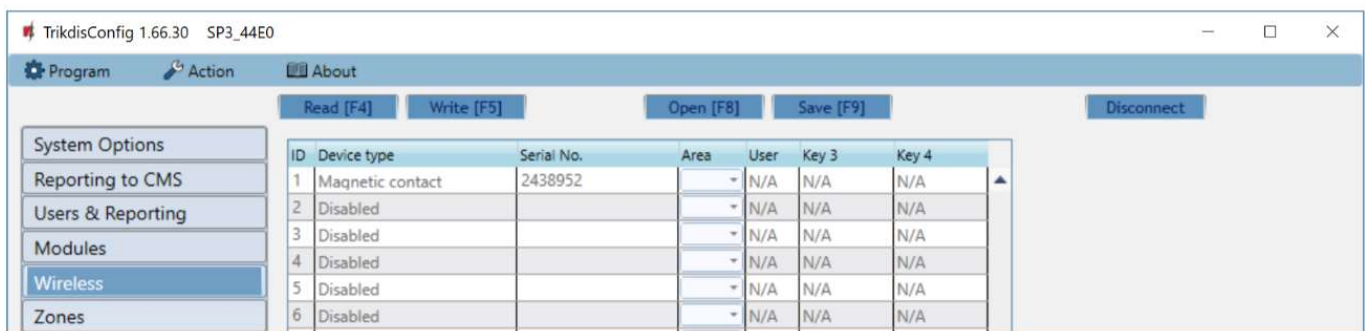 TrikdisConfig 1.66.30 SP3_44E0
Program Action About
Read [F4] Write [F5] Open [F8] Save [F9] Disconnect
System Options
Reporting to CMS
Users & Reporting
Modules
Wireless
Zones
ID Device type Serial No. Area User Key 3 Key 4
1 Magnetic contact 2438952 N/A N/A N/A
2 Disabled N/A N/A N/A
3 Disabled N/A N/A N/A
4 Disabled N/A N/A N/A
5 Disabled N/A N/A N/A
6 Disabled N/A N/A N/A